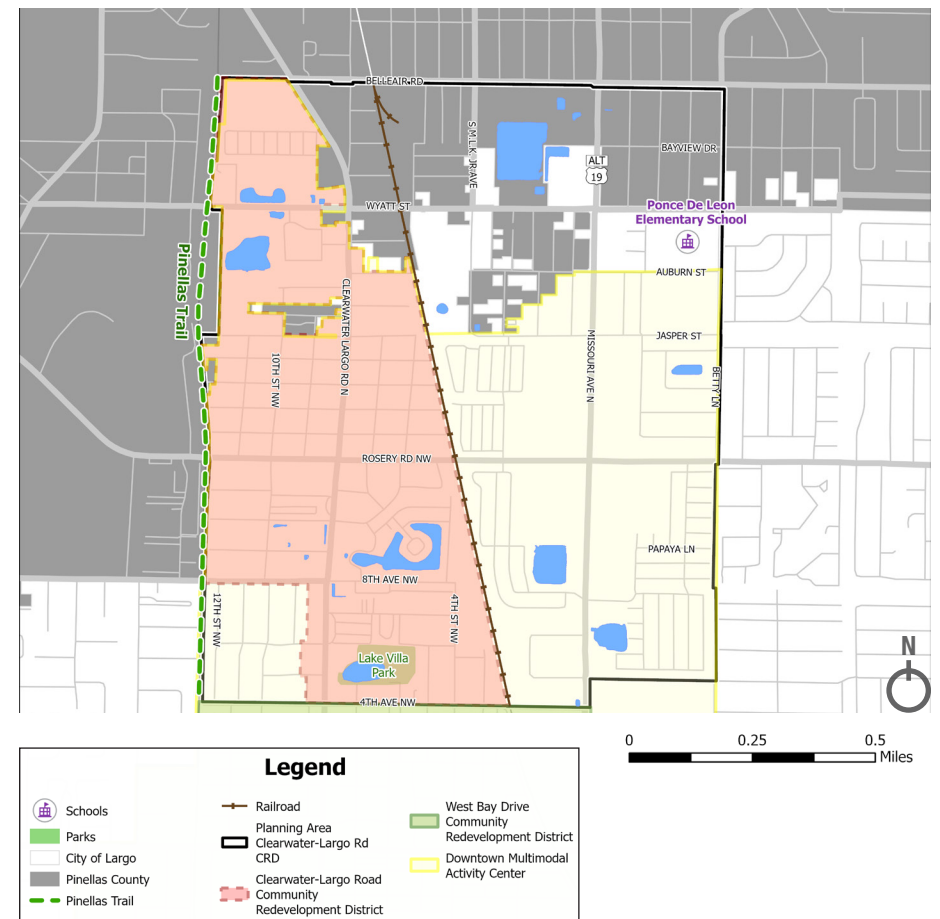 BELLEAIR RD
S M.L.K. JR AVE
BAYVIEW DR
ALT
19
WYATT ST
Ponce De Leon
Elementary School
Pinellas Trail
AUBURN ST
CLEARWATER LARGO RD N
10TH ST NW
MISSOURI AVE N
JASPER ST
BETTY LN
ROSERY RD NW
PAPAYA LN
8TH AVE NW
12TH ST NW
4TH ST NW
Lake Villa
Park
4TH AVE NW
N
0 0.25 0.5
Miles
Legend
Schools
Parks
City of Largo
Pinellas County
Pinellas Trail
Railroad
Planning Area
Clearwater-Largo Rd
CRD
Clearwater-Largo Road
Community
Redevelopment District
West Bay Drive
Community
Redevelopment District
Downtown Multimodal
Activity Center